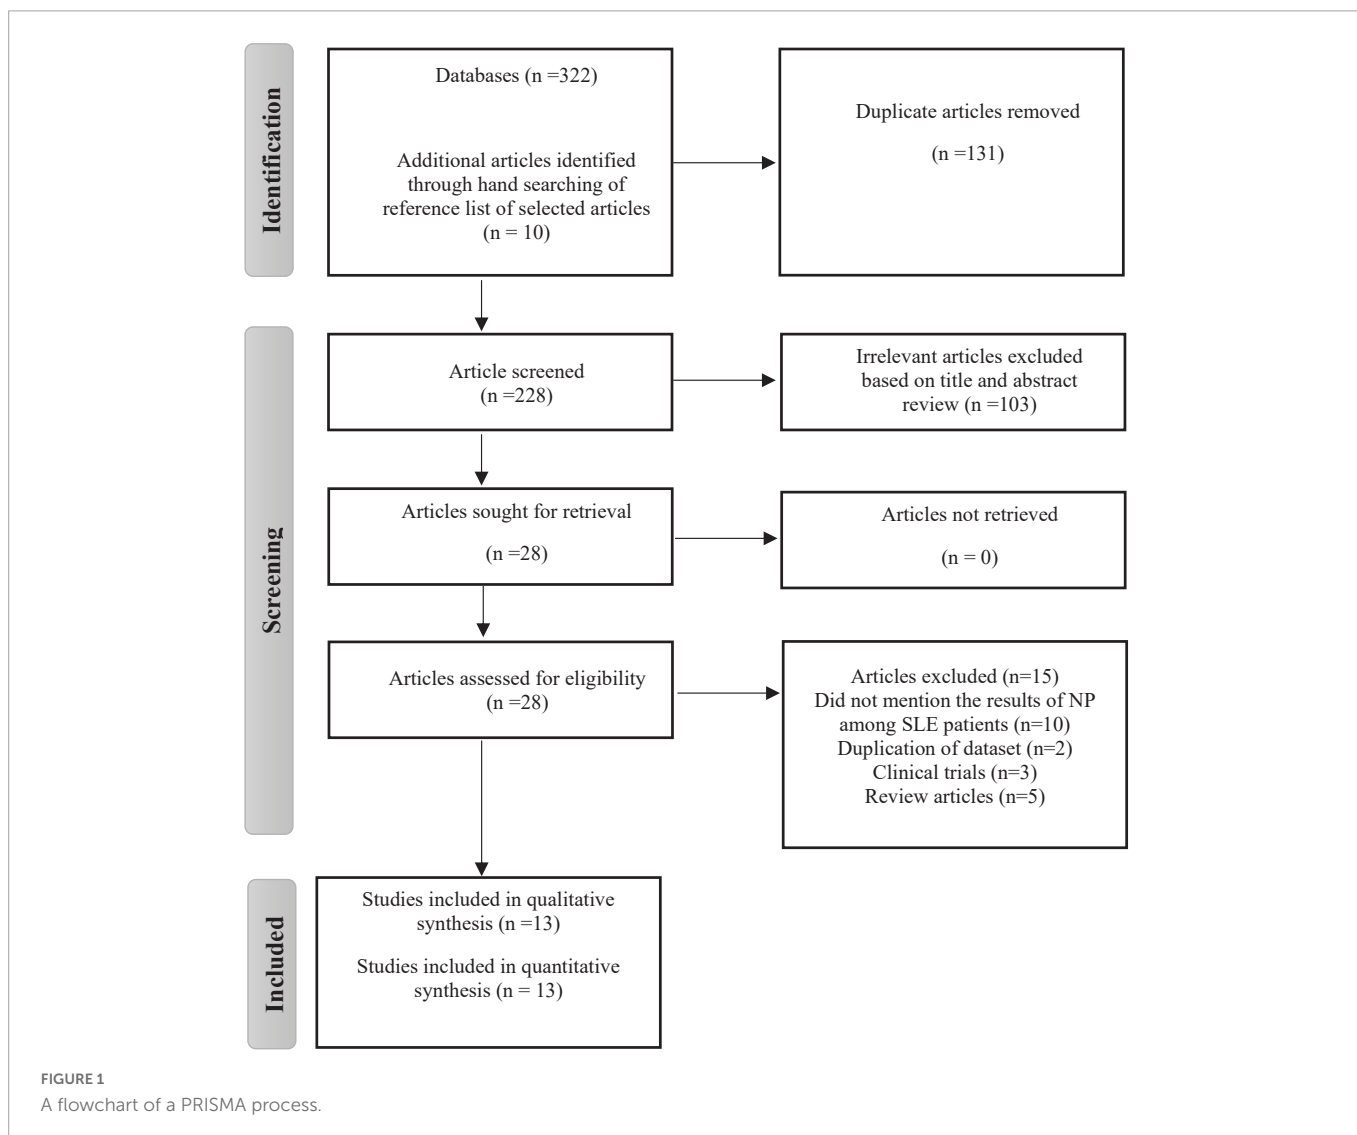 Identification
Databases (n =322)
Additional articles identified
through hand searching of
reference list of selected articles
(n = 10)
Duplicate articles removed
(n =131)
Screening
Article screened
(n =228)
Irrelevant articles excluded
based on title and abstract
review (n =103)
Articles sought for retrieval
(n =28)
Articles not retrieved
(n = 0)
Articles assessed for eligibility
(n =28)
Articles excluded (n=15)
Did not mention the results of NP
among SLE patients (n=10)
Duplication of dataset (n=2)
Clinical trials (n=3)
Review articles (n=5)
Included
Studies included in qualitative
synthesis (n =13)
Studies included in quantitative
synthesis (n = 13)
FIGURE 1
A flowchart of a PRISMA process.